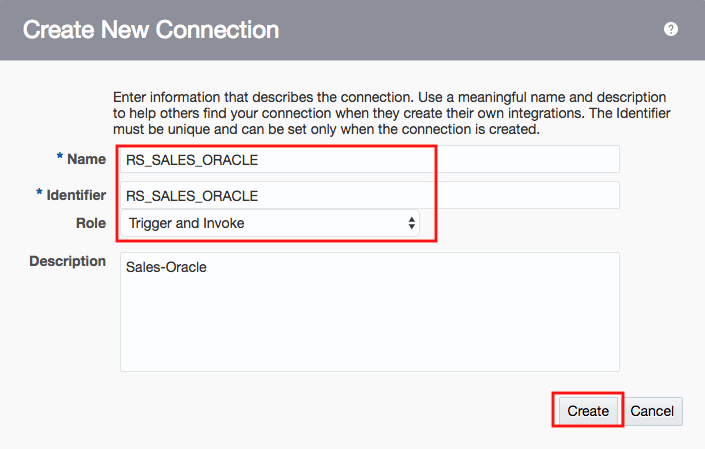 Create New Connection
?
Enter information that describes the connection. Use a meaningful name and description
to help others find your connection when they create their own integrations. The Identifier
must be unique and can be set only when the connection is created.
* Name RS_SALES_ORACLE
* Identifier RS_SALES_ORACLE
Role Trigger and Invoke
Description Sales-Oracle
Create Cancel